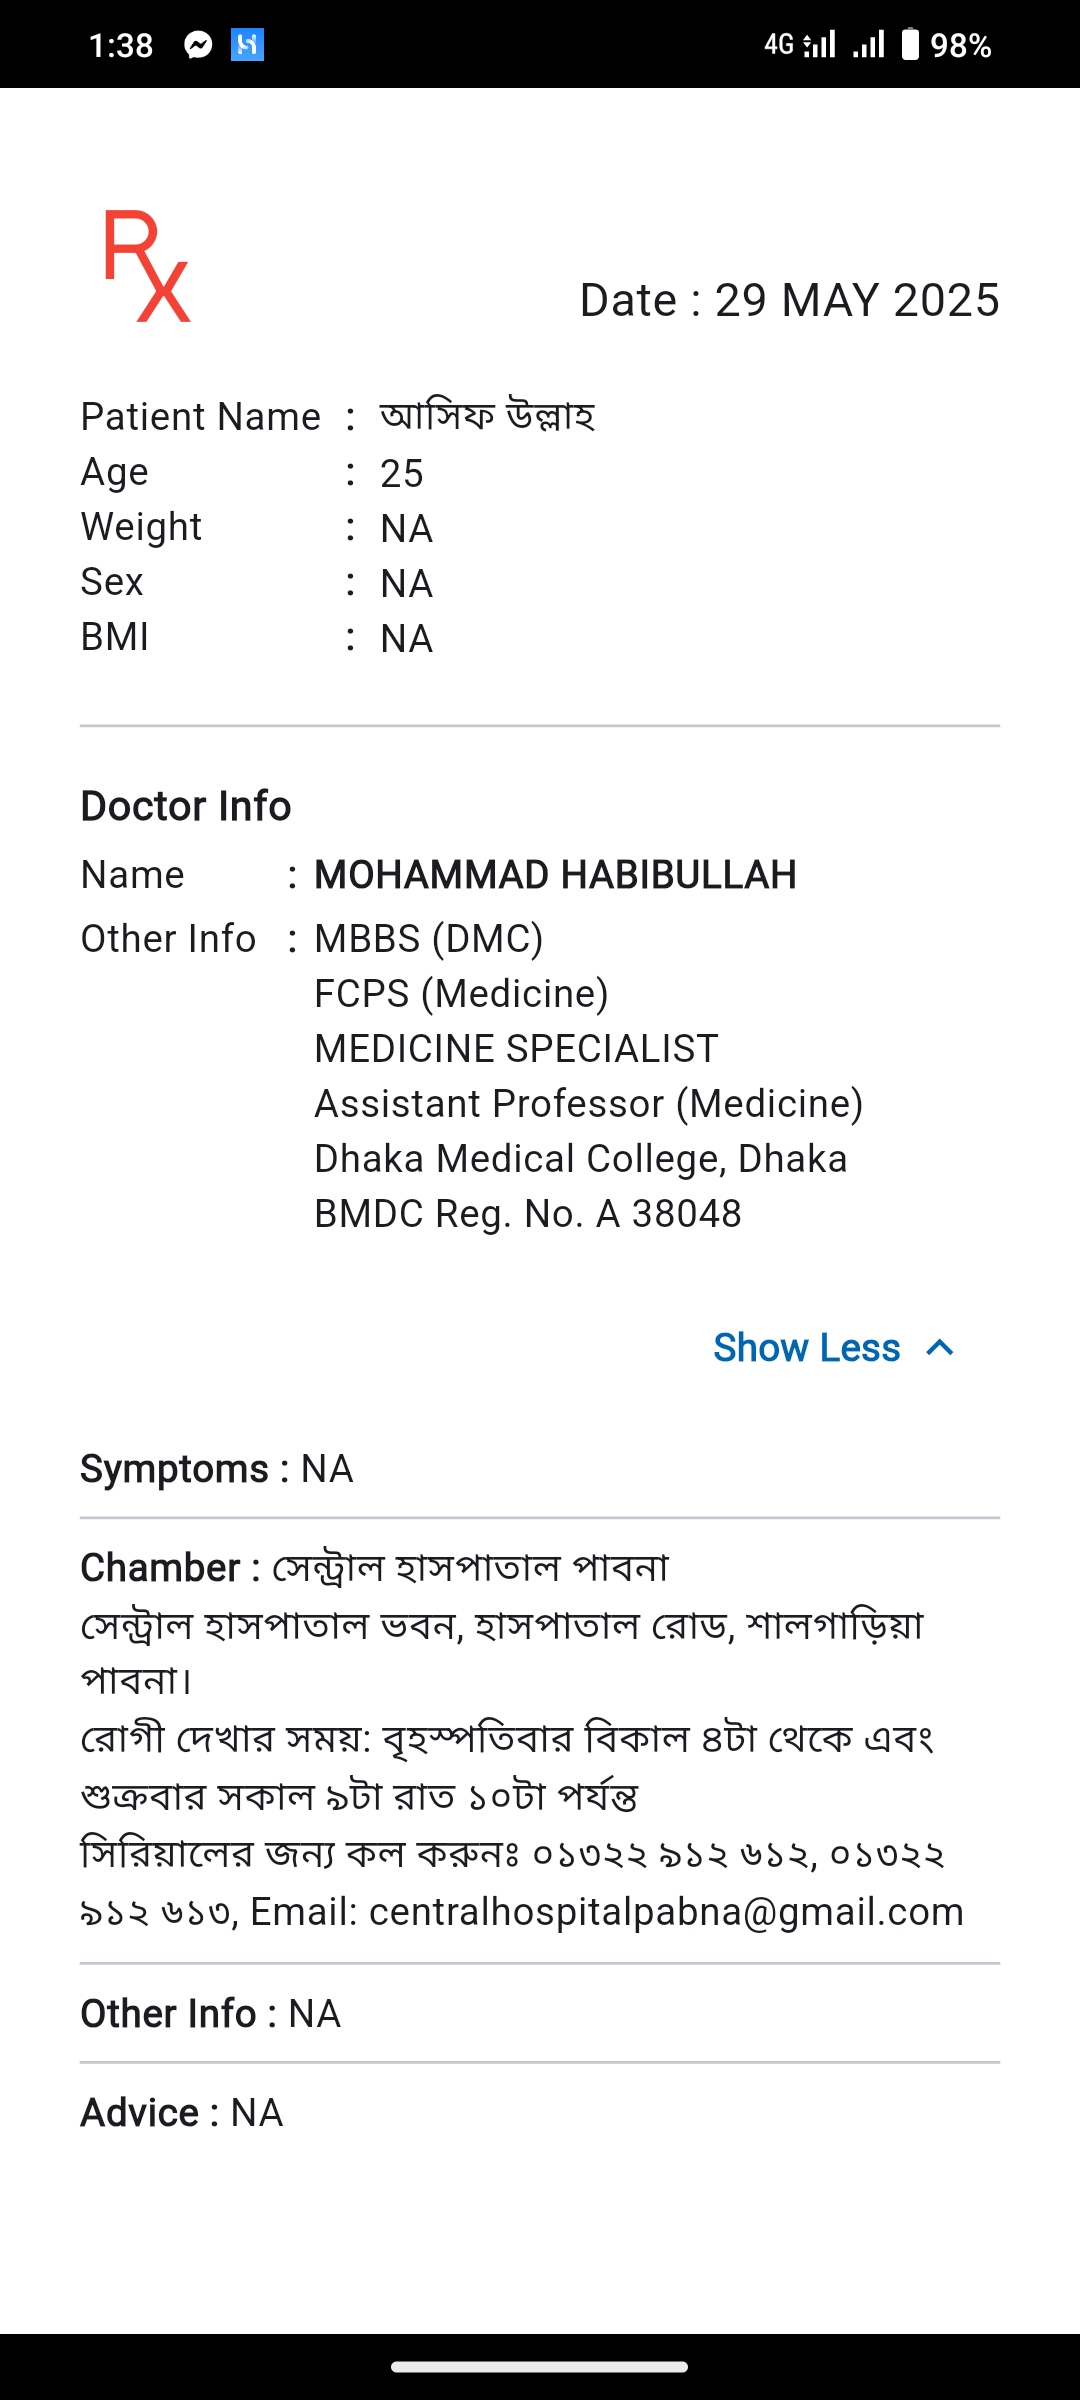 1:38 4G 98%
Rx
Date : 29 MAY 2025
Patient Name : আসিফ উল্লাহ
Age : 25
Weight : NA
Sex : NA
BMI : NA
Doctor Info
Name : MOHAMMAD HABIBULLAH
Other Info : MBBS (DMC)
FCPS (Medicine)
MEDICINE SPECIALIST
Assistant Professor (Medicine)
Dhaka Medical College, Dhaka
BMDC Reg. No. A 38048
Show Less
Symptoms : NA
Chamber : সেন্ট্রাল হাসপাতাল পাবনা
সেন্ট্রাল হাসপাতাল ভবন, হাসপাতাল রোড, শালগাড়িয়া
পাবনা।
রোগী দেখার সময়: বৃহস্পতিবার বিকাল ৪টা থেকে এবং
শুক্রবার সকাল ৯টা রাত ১০টা পর্যন্ত
সিরিয়ালের জন্য কল করুনঃ ০১৩২২ ৯১২ ৬১২, ০১৩২২
৯১২ ৬১৩, Email: centralhospitalpabna@gmail.com
Other Info : NA
Advice : NA